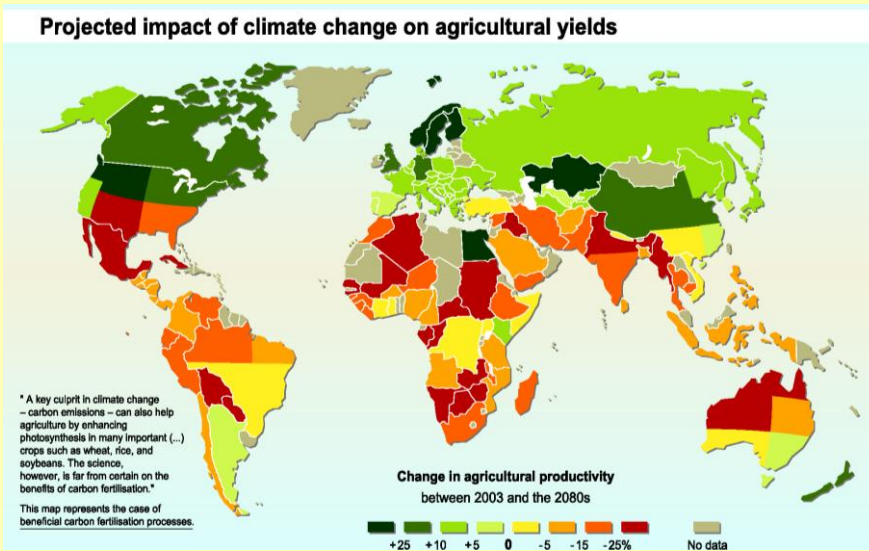 Projected impact of climate change on agricultural yields
" A key culprit in climate change
– carbon emissions – can also help
agriculture by enhancing
photosynthesis in many important (...)
crops such as wheat, rice, and
soybeans. The science,
however, is far from certain on the
benefits of carbon fertilisation."
This map represents the case of
beneficial carbon fertilisation processes.
Change in agricultural productivity
between 2003 and the 2080s
+25 +10 +5 0 -5 -15 -25% No data